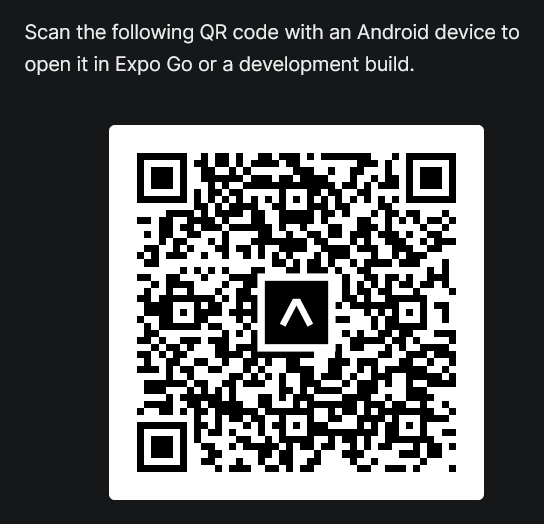 Scan the following QR code with an Android device to
open it in Expo Go or a development build.